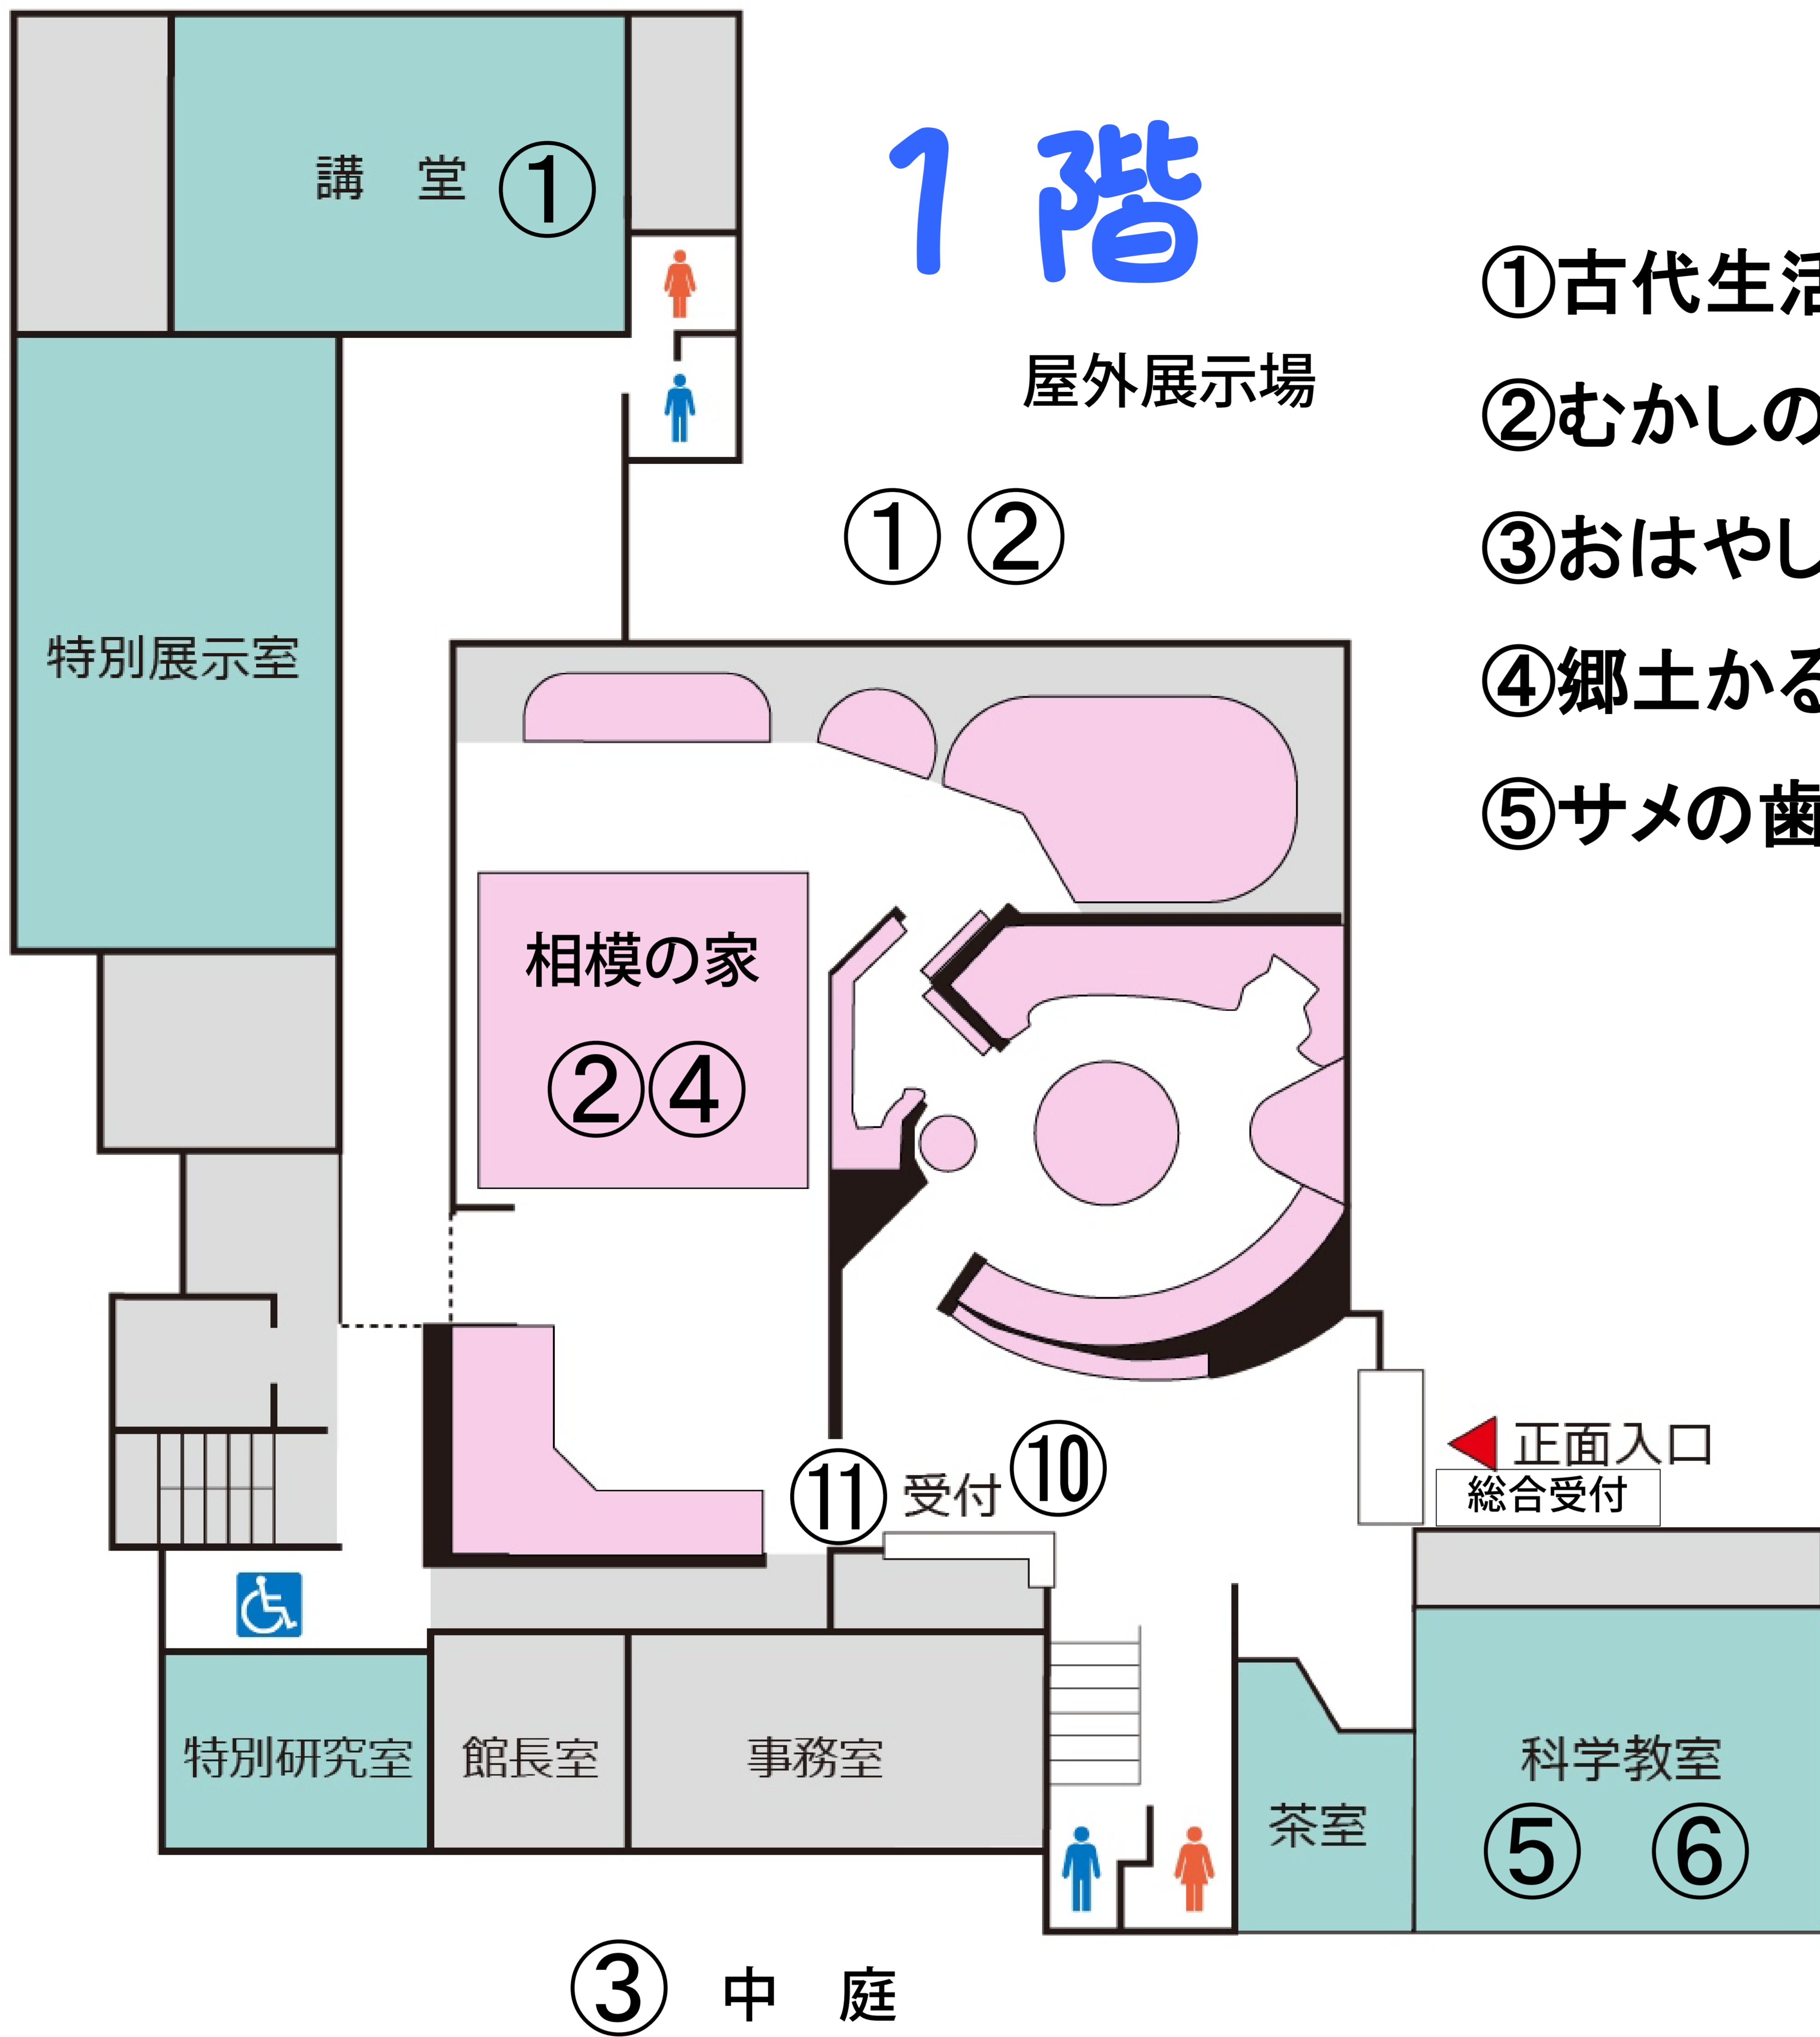 1階
講　堂 ①
①古代生活
屋外展示場
②むかしの
① ②
③おはやし
特別展示室
④郷土かる
⑤サメの歯
相模の家
②④
正面入口
⑪ 受付 ⑩
総合受付
特別研究室
館長室
事務室
科学教室
茶室
⑤ ⑥
③ 中　庭